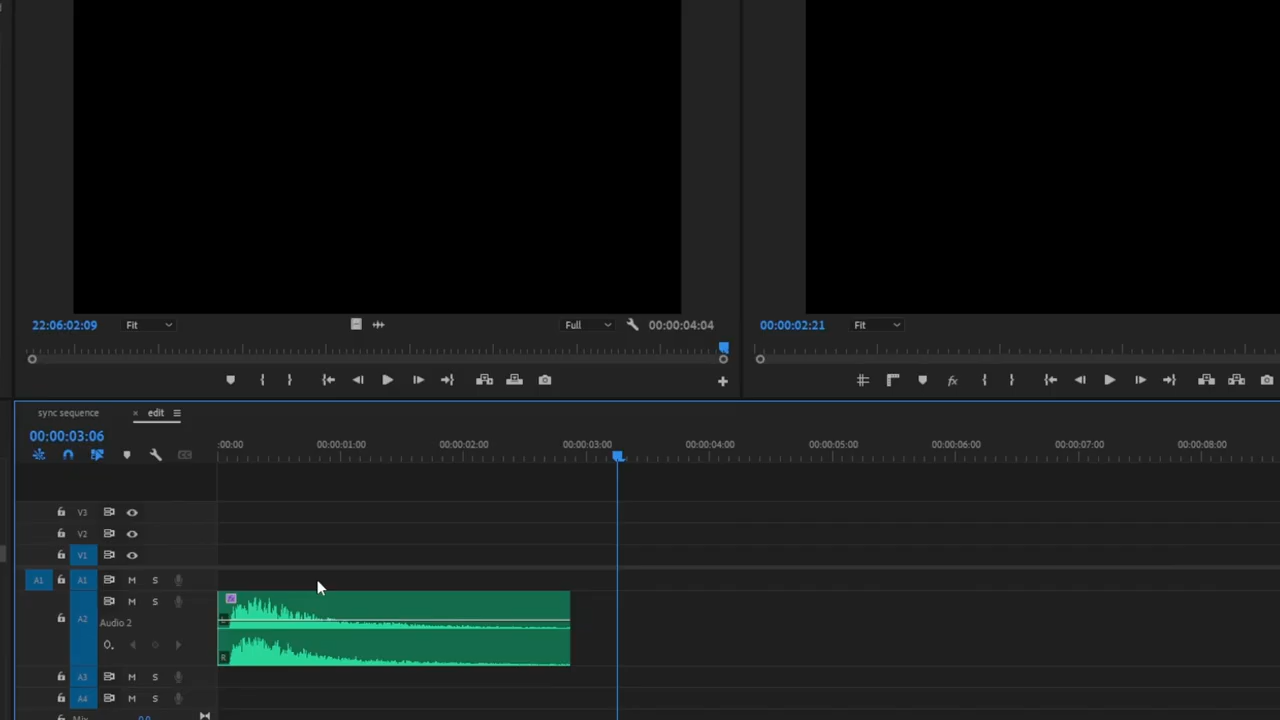 22:06:02:09 Fit Full 00:00:04:04 00:00:02:21 Fit
sync sequence × edit
00:00:03:06
:00:00 00:00:01:00 00:00:02:00 00:00:03:00 00:00:04:00 00:00:05:00 00:00:06:00 00:00:07:00 00:00:08:00
V3
V2
V1
A1 A1 M S
M S
A2
Audio 2
L
R
A3 M S
A4 M S
Mix 0.0